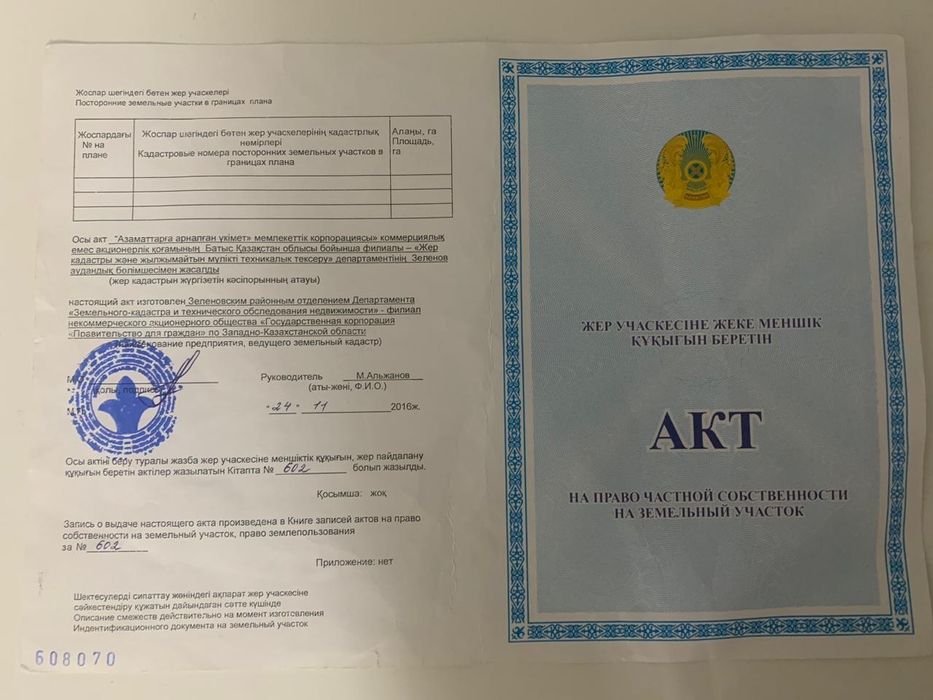 Жоспар шегіндегі бөтен жер учаскелері
Посторонние земельные участки в границах плана
Жоспардағы
№ на
плане
Жоспар шегіндегі бөтен жер учаскелерінің кадастрлық
нөмірлері
Кадастровые номера посторонних земельных участков в
границах плана
Алаңы, га
Площадь,
га
Осы акт "Азаматтарға арналған үкімет» мемлекеттік корпорациясы» коммерциялық
емес акционерлік қоғамының Батыс Қазақстан облысы бойынша филиалы – «Жер
кадастры және жылжымайтын мүлікті техникалық тексеру» департаментінің Зеленов
аудандық бөлімшесімен жасалды
(жер кадастрын жүргізетін кәсіпорынның атауы)
настоящий акт изготовлен Зеленовским районным отделением Департамента
«Земельного-кадастра и технического обследования недвижимости» - филиал
некоммерческого акционерного общества «Государственная корпорация
«Правительство для граждан» по Западно-Казахстанской области
(наименование предприятия, ведущего земельный кадастр)
Руководитель М.Альжанов
(аты-жөні, Ф.И.О.)
-24- 11 2016ж.
Осы актіні беру туралы жазба жер учаскесіне меншіктік құқығын, жер пайдалану
құқығын беретін актілер жазылатын Кітапта № 602 болып жазылды.
Қосымша: жоқ
Запись о выдаче настоящего акта произведена в Книге записей актов на право
собственности на земельный участок, право землепользования
за № 602
Приложение: нет
Шектесулерді сипаттау жөніндегі ақпарат жер учаскесіне
сәйкестендіру құжатын дайындаған сәтте күшінде
Описание смежеств действительно на момент изготовления
Индентификационного документа на земельный участок
608070
ЖЕР УЧАСКЕСІНЕ ЖЕКЕ МЕНШІК
ҚҰҚЫҒЫН БЕРЕТІН
АКТ
НА ПРАВО ЧАСТНОЙ СОБСТВЕННОСТИ
НА ЗЕМЕЛЬНЫЙ УЧАСТОК